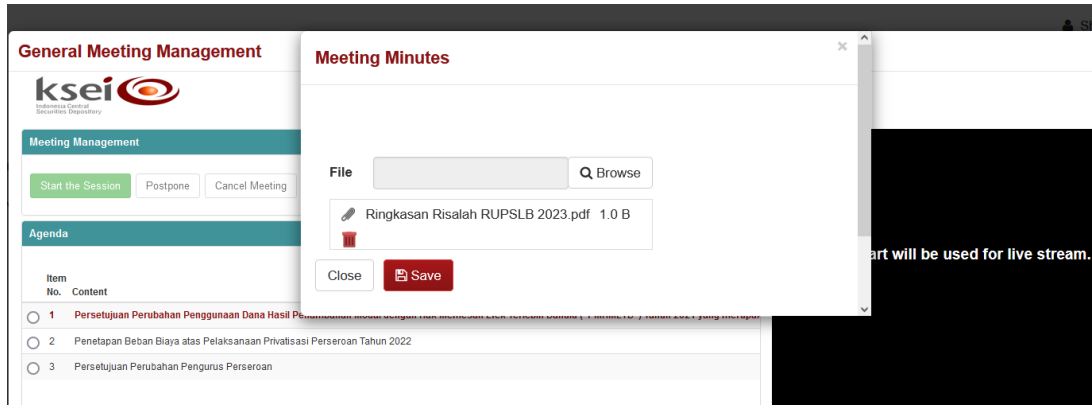 General Meeting Management
ksei
Indonesia Central
Securities Depository
Meeting Management
Start the Session
Postpone
Cancel Meeting
Agenda
Item
No. Content
1 Persetujuan Perubahan Penggunaan Dana Hasil
2 Penetapan Beban Biaya atas Pelaksanaan Privatisasi Perseroan Tahun 2022
3 Persetujuan Perubahan Pengurus Perseroan
Meeting Minutes
×
File
Browse
Ringkasan Risalah RUPSLB 2023.pdf 1.0 B
Close
Save
art will be used for live stream.